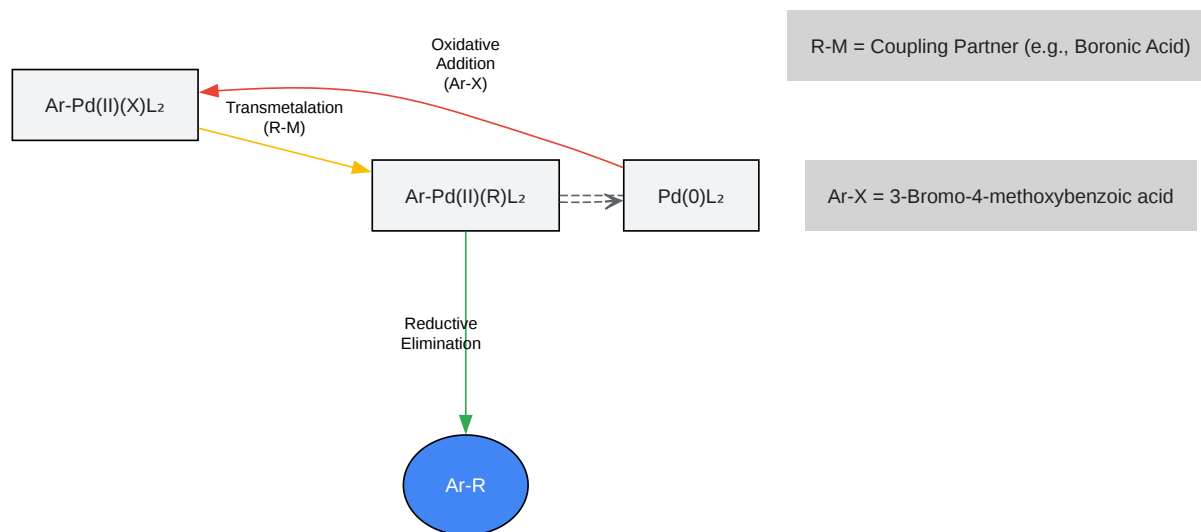 Oxidative
Addition
(Ar-X)
R-M = Coupling Partner (e.g., Boronic Acid)
Ar-Pd(II)(X)L₂
Transmetalation
(R-M)
Ar-Pd(II)(R)L₂
Pd(0)L₂
Ar-X = 3-Bromo-4-methoxybenzoic acid
Reductive
Elimination
Ar-R